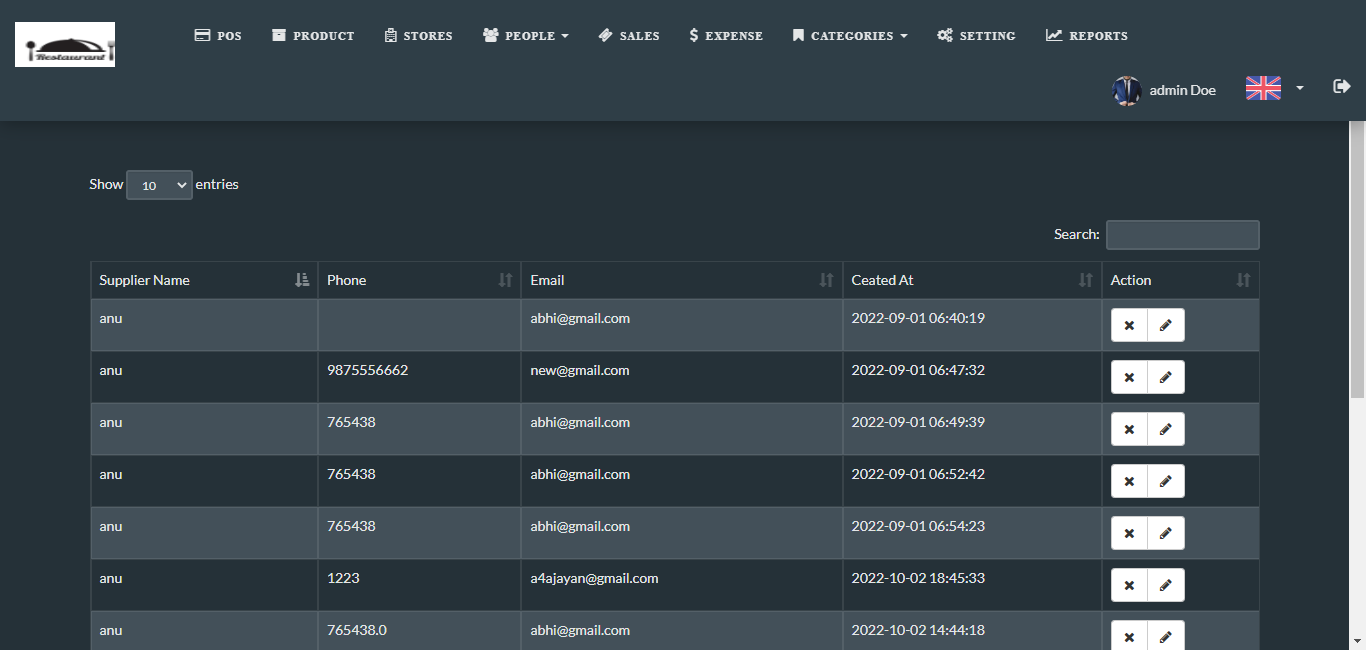 Restaurant
POS PRODUCT STORES PEOPLE SALES $ EXPENSE CATEGORIES SETTING REPORTS
admin Doe
Show 10 entries
Search:
Supplier Name Phone Email Ceated At Action
anu abhi@gmail.com 2022-09-01 06:40:19
anu 9875556662 new@gmail.com 2022-09-01 06:47:32
anu 765438 abhi@gmail.com 2022-09-01 06:49:39
anu 765438 abhi@gmail.com 2022-09-01 06:52:42
anu 765438 abhi@gmail.com 2022-09-01 06:54:23
anu 1223 a4ajayan@gmail.com 2022-10-02 18:45:33
anu 765438.0 abhi@gmail.com 2022-10-02 14:44:18